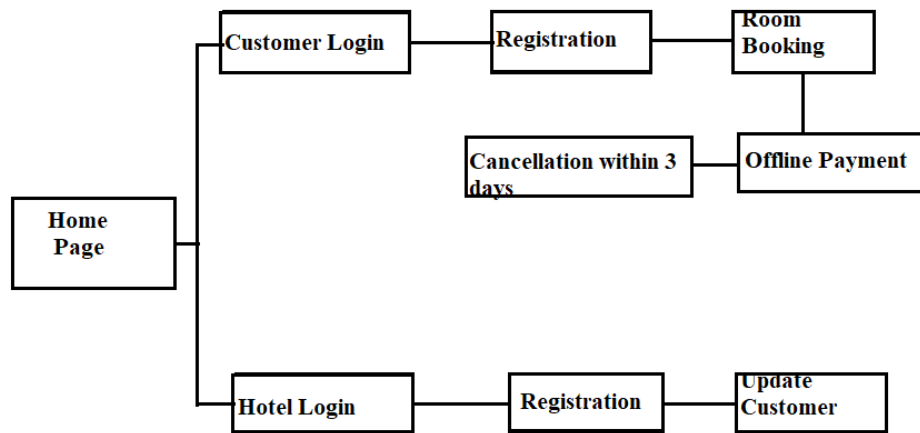 Customer Login
Registration
Room
Booking
Cancellation within 3
days
Offline Payment
Home
Page
Hotel Login
Registration
Update
Customer